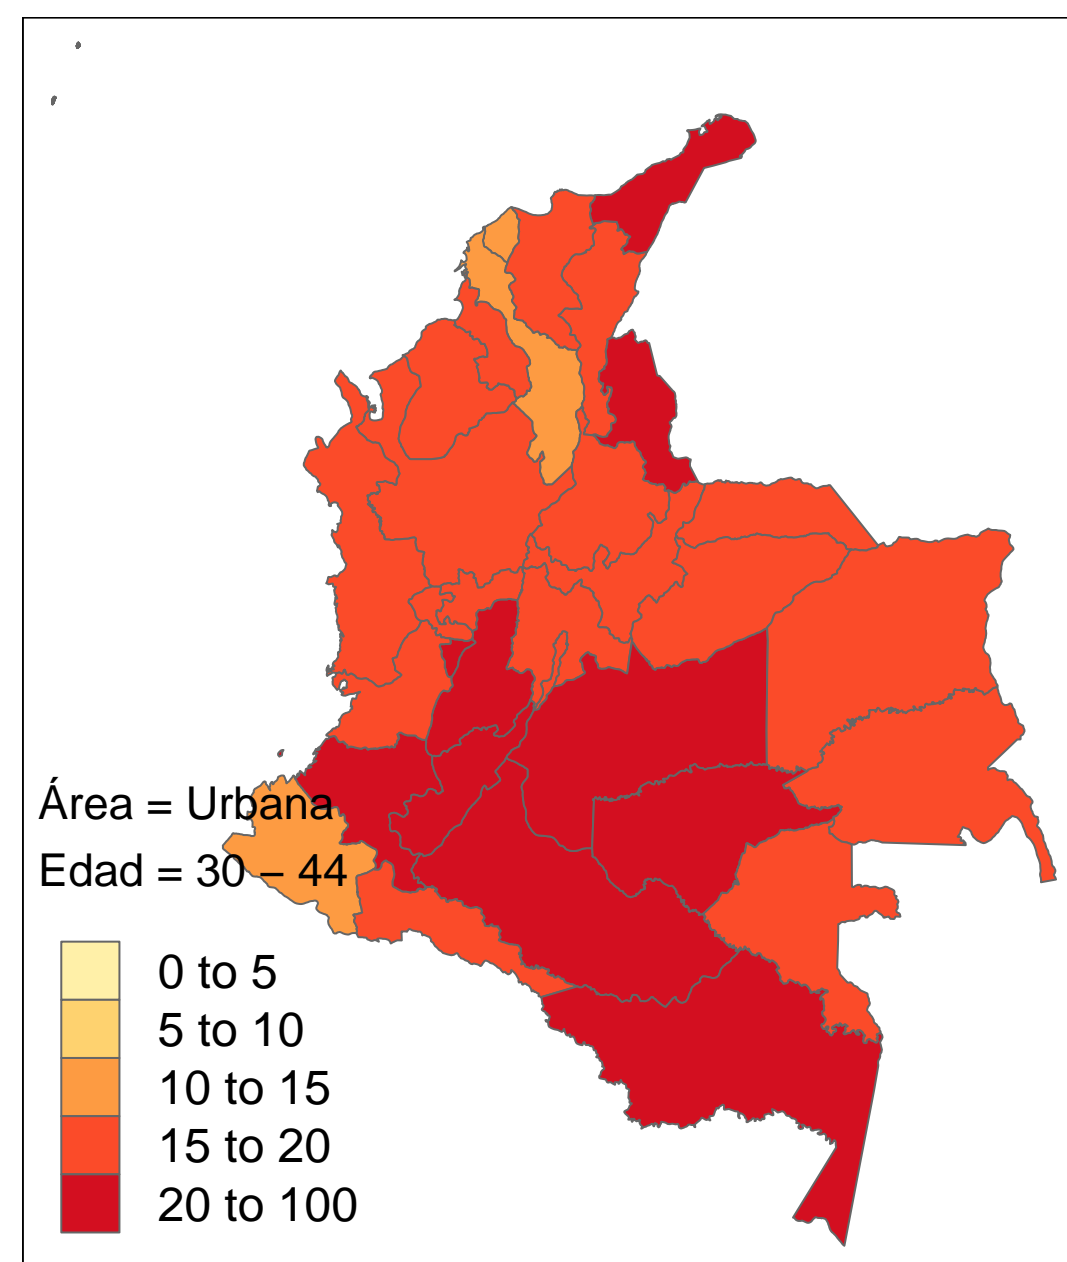 Área = Urbana
Edad = 30 – 44
0 to 5
5 to 10
10 to 15
15 to 20
20 to 100